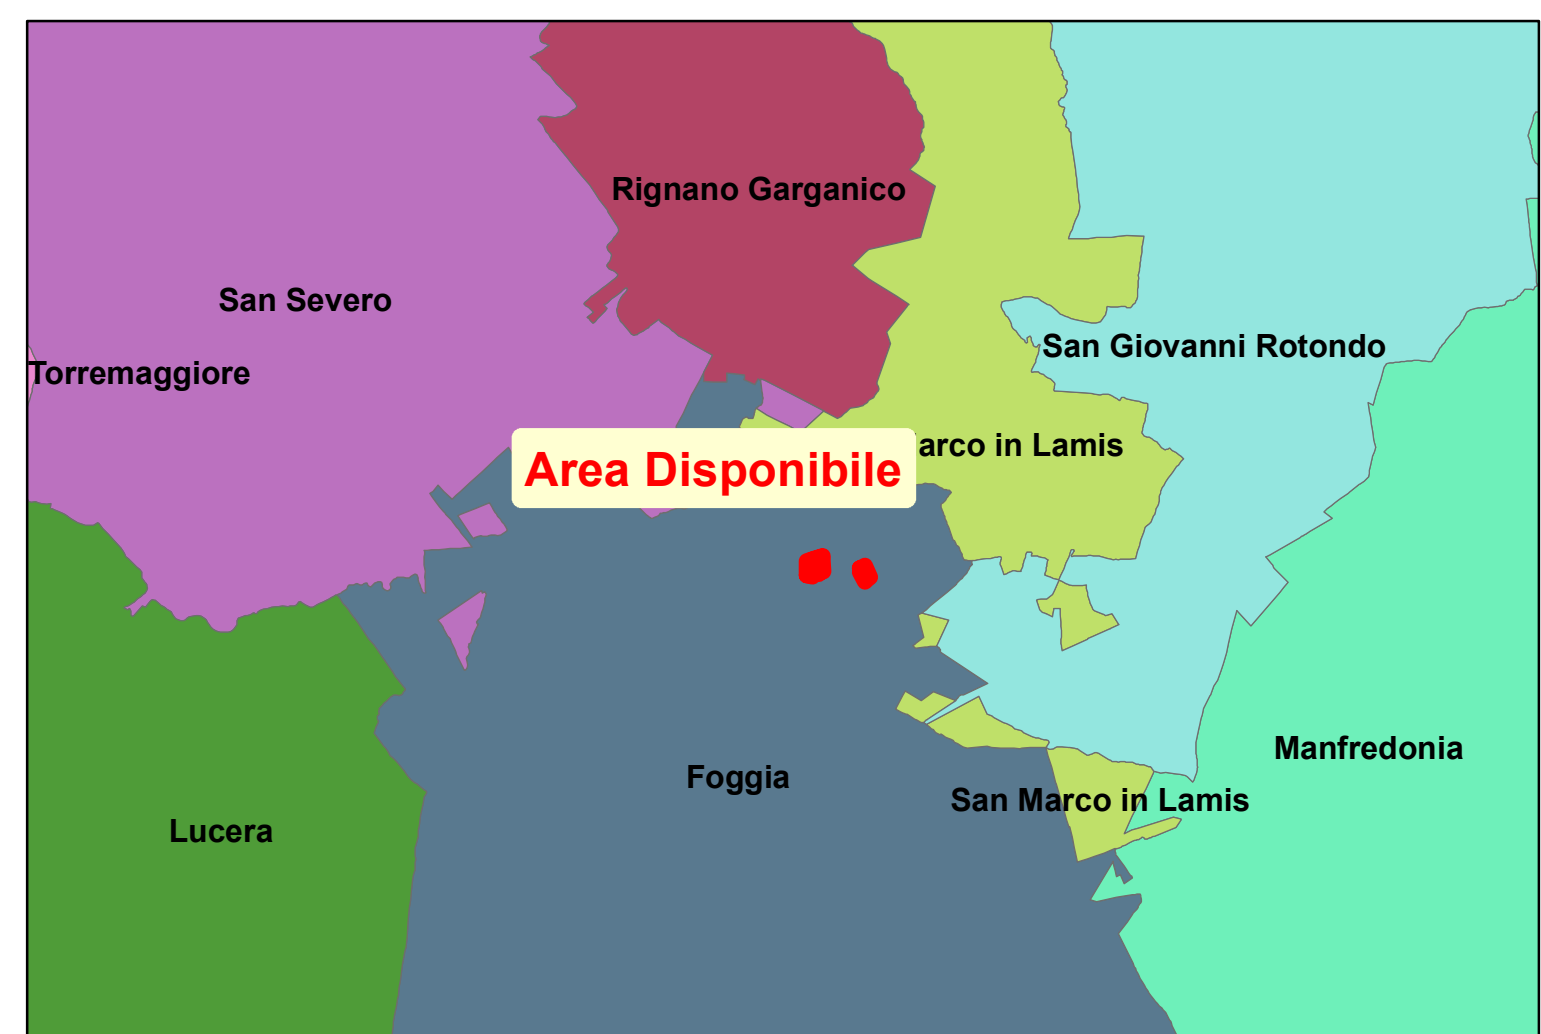 Rignano Garganico
San Severo
San Giovanni Rotondo
Torremaggiore
arco in Lamis
Area Disponibile
Manfredonia
Foggia
San Marco in Lamis
Lucera